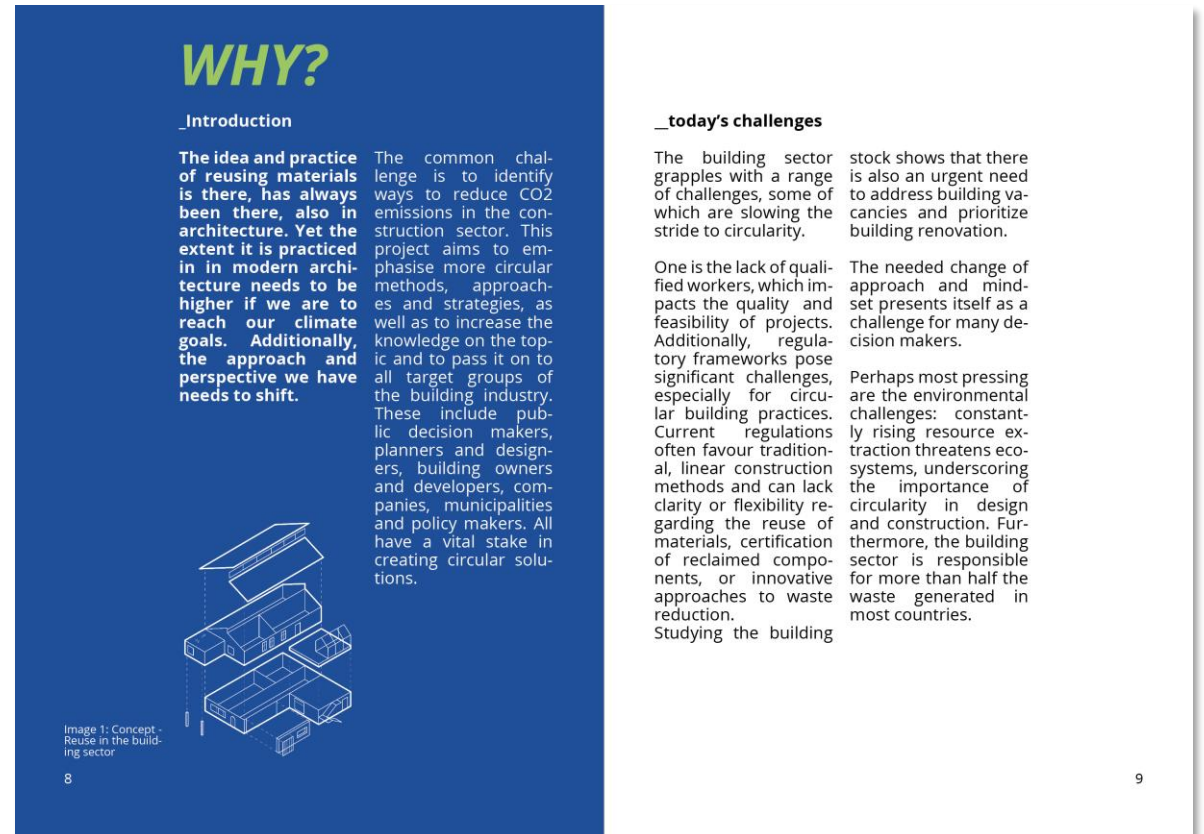 WHY?
_Introduction
The idea and practice
of reusing materials
is there, has always
been there, also in
architecture. Yet the
extent it is practiced
in in modern archi-
tecture needs to be
higher if we are to
reach our climate
goals. Additionally,
the approach and
perspective we have
needs to shift.
The common chal-
lenge is to identify
ways to reduce CO2
emissions in the con-
struction sector. This
project aims to em-
phasise more circular
methods, approach-
es and strategies, as
well as to increase the
knowledge on the top-
ic and to pass it on to
all target groups of
the building industry.
These include pub-
lic decision makers,
planners and design-
ers, building owners
and developers, com-
panies, municipalities
and policy makers. All
have a vital stake in
creating circular solu-
tions.
Image 1: Concept -
Reuse in the build-
ing sector
8
__today’s challenges
The building sector
grapples with a range
of challenges, some of
which are slowing the
stride to circularity.
One is the lack of quali-
fied workers, which im-
pacts the quality and
feasibility of projects.
Additionally, regula-
tory frameworks pose
significant challenges,
especially for circu-
lar building practices.
Current regulations
often favour tradition-
al, linear construction
methods and can lack
clarity or flexibility re-
garding the reuse of
materials, certification
of reclaimed compo-
nents, or innovative
approaches to waste
reduction.
Studying the building
stock shows that there
is also an urgent need
to address building va-
cancies and prioritize
building renovation.
The needed change of
approach and mind-
set presents itself as a
challenge for many de-
cision makers.
Perhaps most pressing
are the environmental
challenges: constant-
ly rising resource ex-
traction threatens eco-
systems, underscoring
the importance of
circularity in design
and construction. Fur-
thermore, the building
sector is responsible
for more than half the
waste generated in
most countries.
9